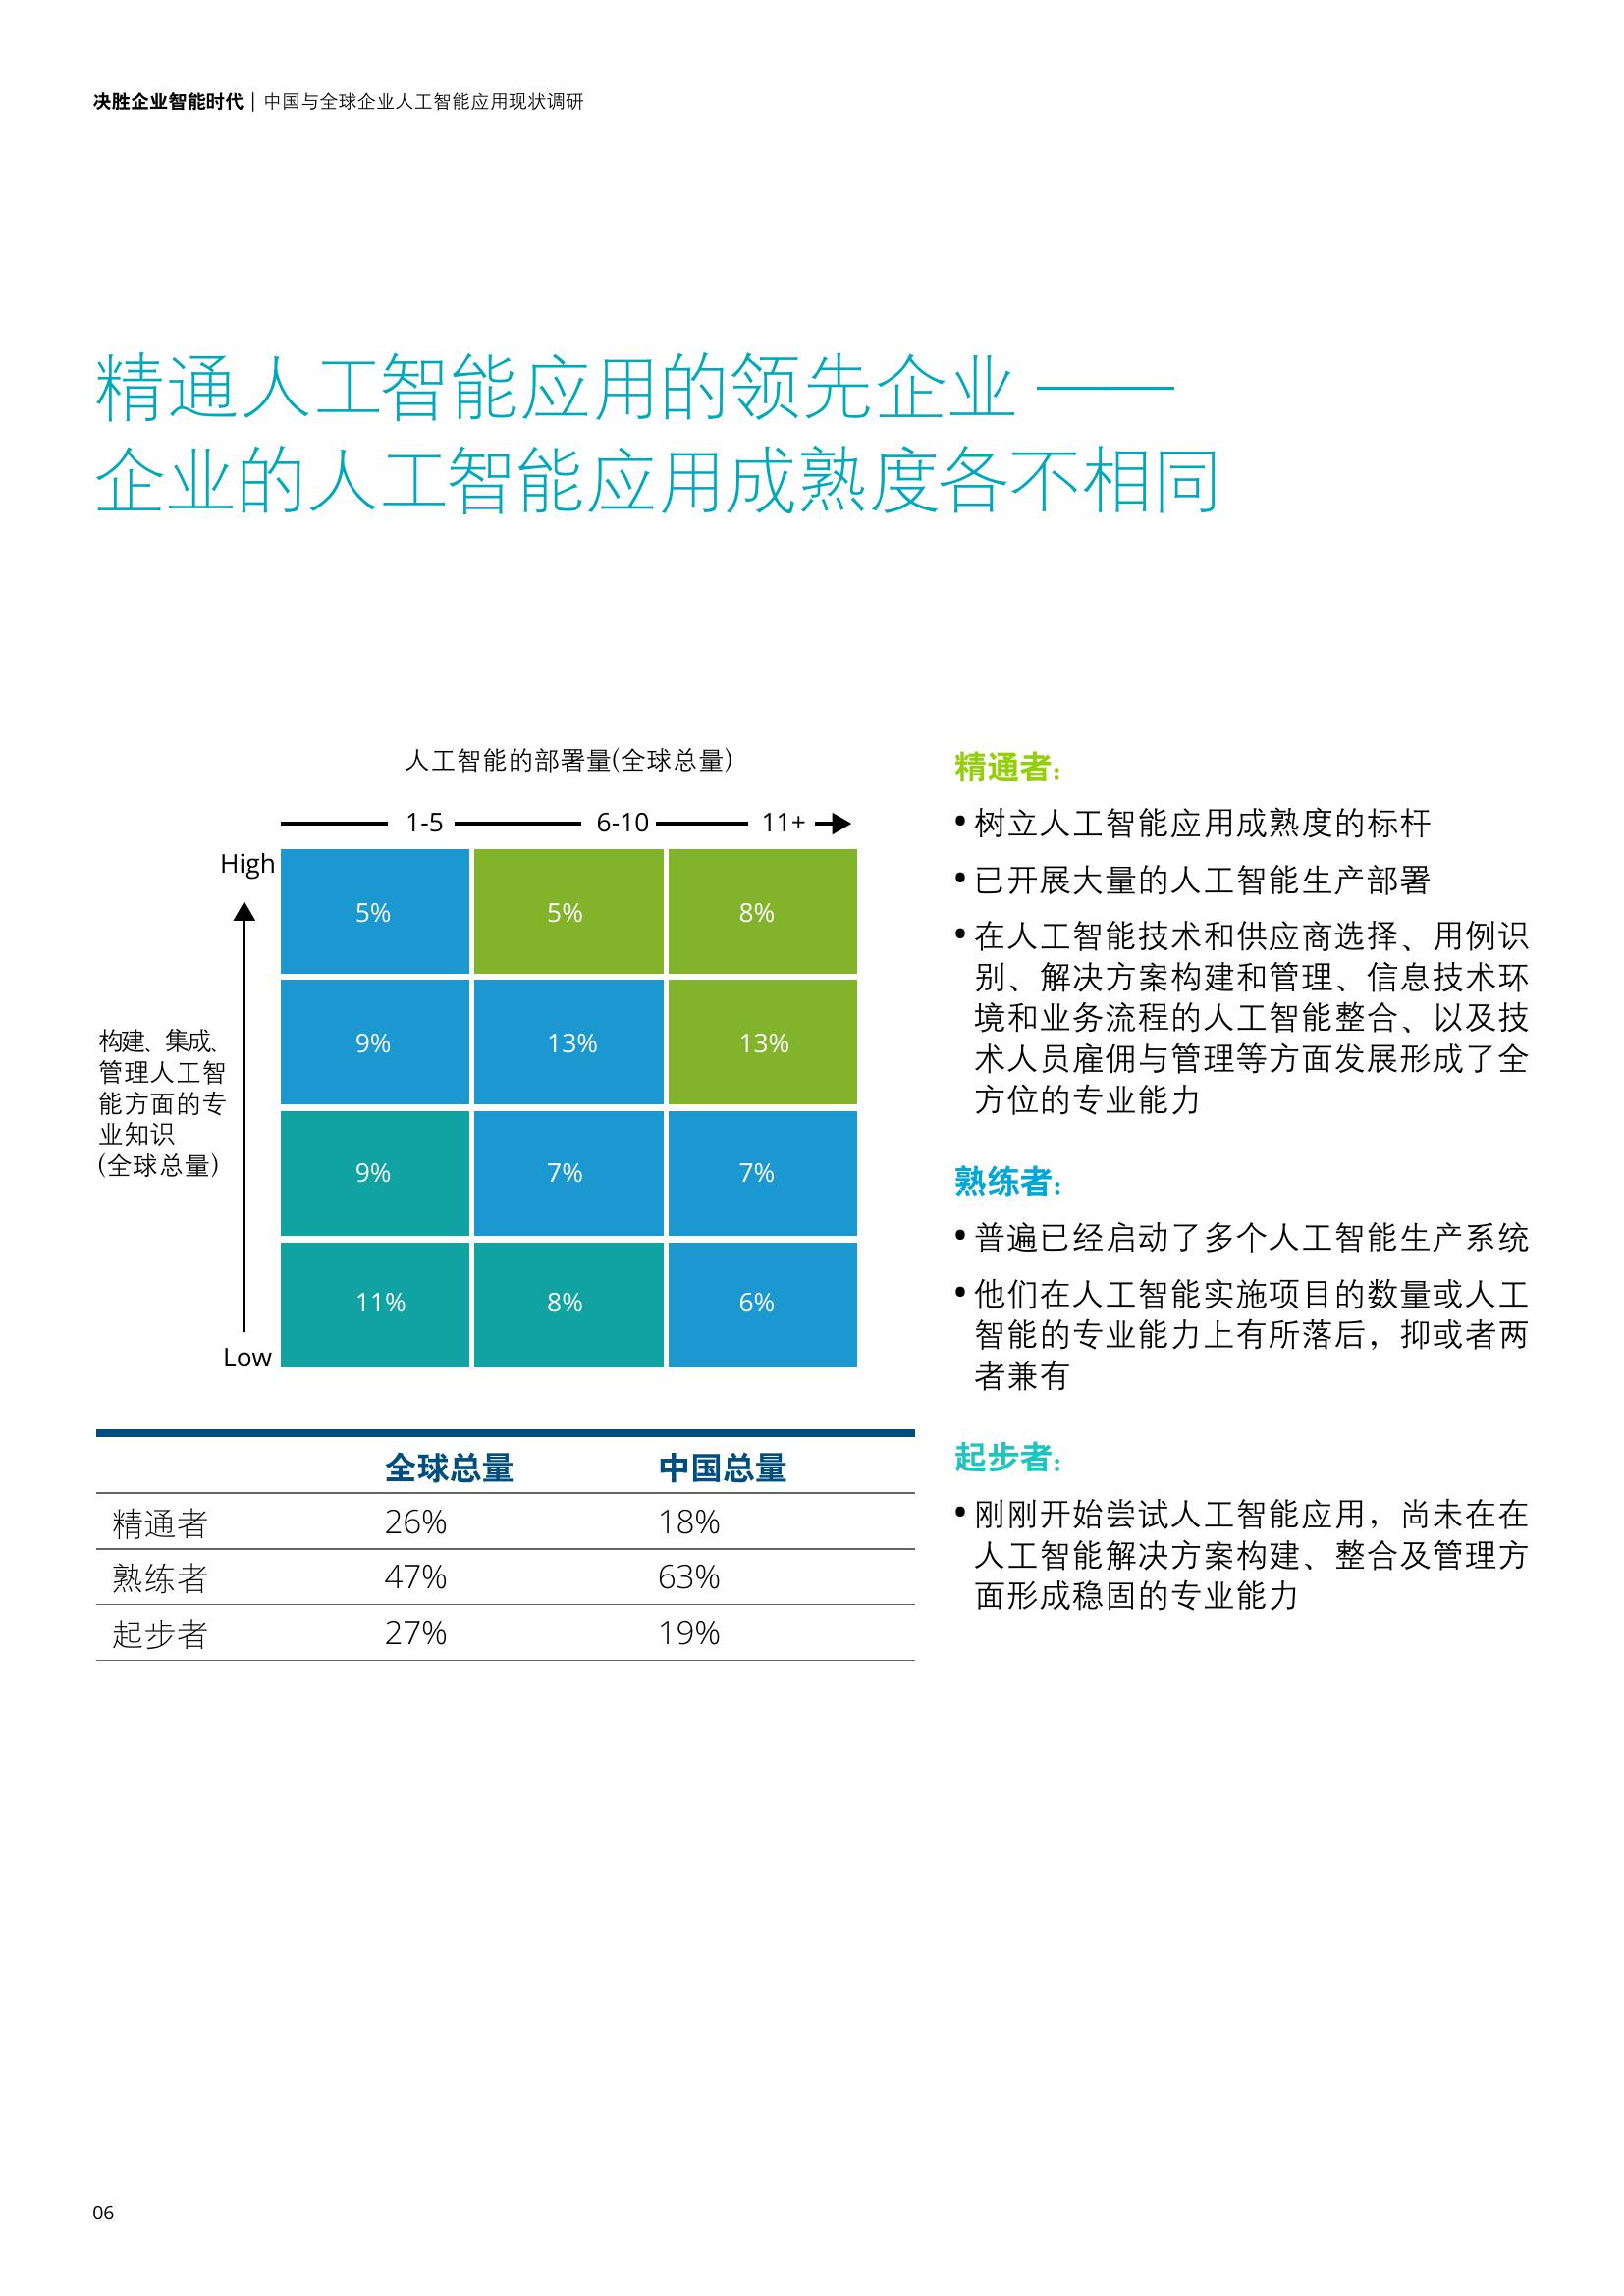 决胜企业智能时代 | 中国与全球企业人工智能应用现状调研
精通人工智能应用的领先企业 ——
企业的人工智能应用成熟度各不相同
人工智能的部署量(全球总量)
1-5 6-10 11+
High
5% 5% 8%
9% 13% 13%
构建、集成、
管理人工智
能方面的专
业知识
(全球总量)
9% 7% 7%
11% 8% 6%
Low
全球总量 中国总量
精通者 26% 18%
熟练者 47% 63%
起步者 27% 19%
精通者：
• 树立人工智能应用成熟度的标杆
• 已开展大量的人工智能生产部署
• 在人工智能技术和供应商选择、用例识
别、解决方案构建和管理、信息技术环
境和业务流程的人工智能整合、以及技
术人员雇佣与管理等方面发展形成了全
方位的专业能力
熟练者：
• 普遍已经启动了多个人工智能生产系统
• 他们在人工智能实施项目的数量或人工
智能的专业能力上有所落后，抑或者两
者兼有
起步者：
• 刚刚开始尝试人工智能应用，尚未在在
人工智能解决方案构建、整合及管理方
面形成稳固的专业能力
06